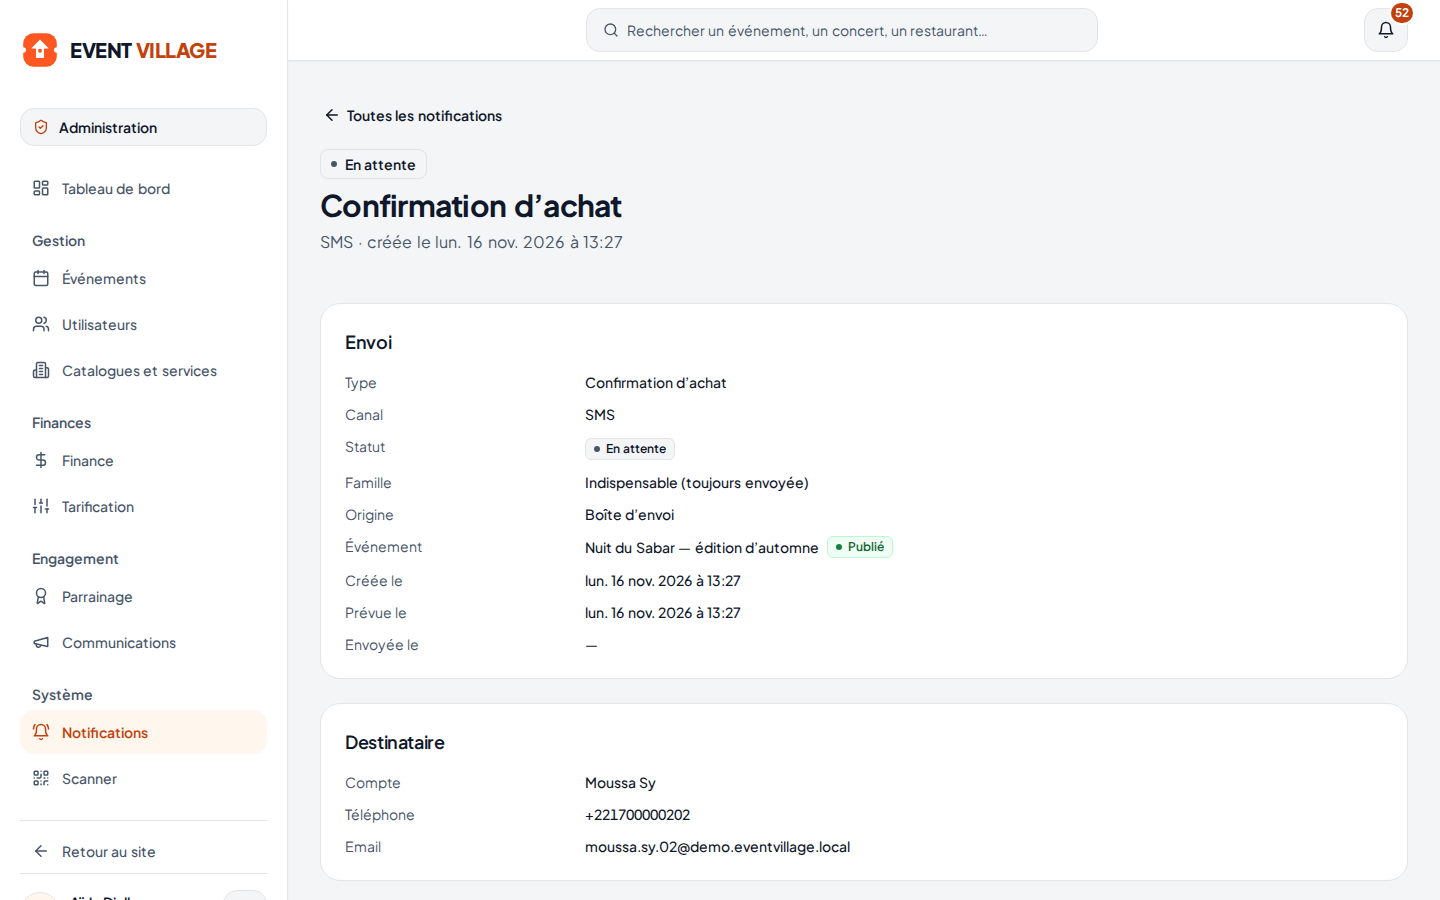 EVENT VILLAGE
Rechercher un événement, un concert, un restaurant…
52
Administration
Tableau de bord
Gestion
Événements
Utilisateurs
Catalogues et services
Finances
Finance
Tarification
Engagement
Parrainage
Communications
Système
Notifications
Scanner
Retour au site
Toutes les notifications
En attente
Confirmation d’achat
SMS · créée le lun. 16 nov. 2026 à 13:27
Envoi
Type Confirmation d’achat
Canal SMS
Statut En attente
Famille Indispensable (toujours envoyée)
Origine Boîte d’envoi
Événement Nuit du Sabar — édition d’automne Publié
Créée le lun. 16 nov. 2026 à 13:27
Prévue le lun. 16 nov. 2026 à 13:27
Envoyée le —
Destinataire
Compte Moussa Sy
Téléphone +221700000202
Email moussa.sy.02@demo.eventvillage.local